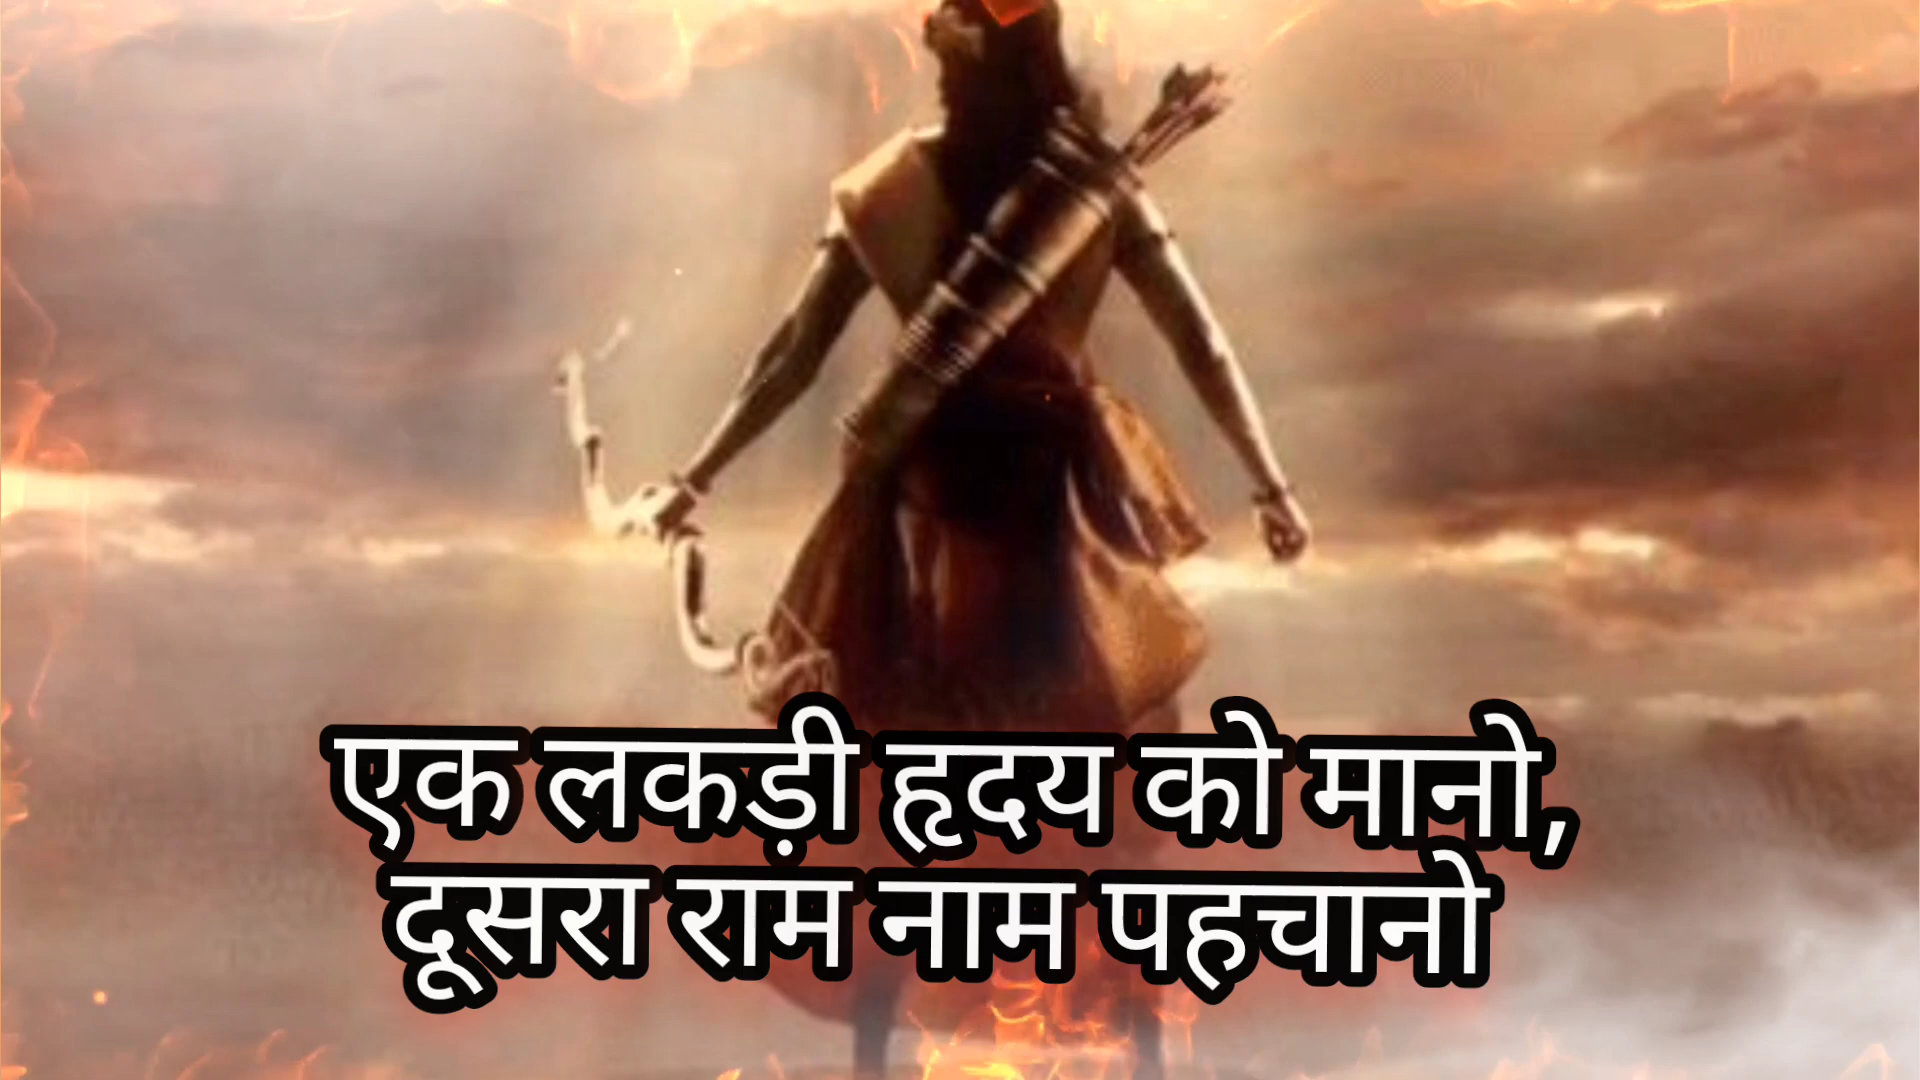 एक लकड़ी हृदय को मानो,
दूसरा राम नाम पहचानो